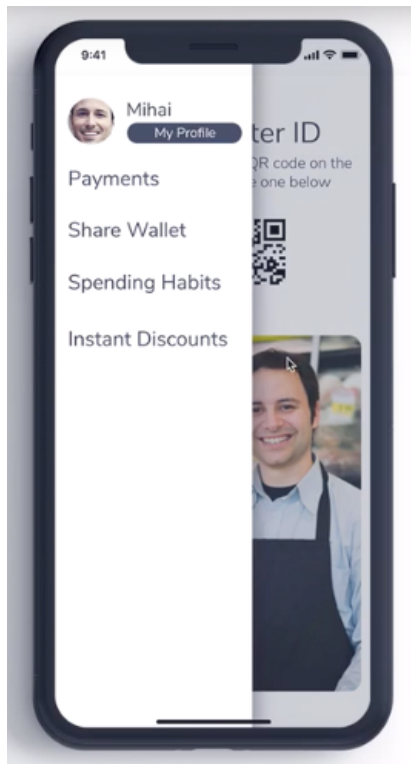 9:41
Mihai
My Profile
ter ID
QR code on the
e one below
Payments
Share Wallet
Spending Habits
Instant Discounts